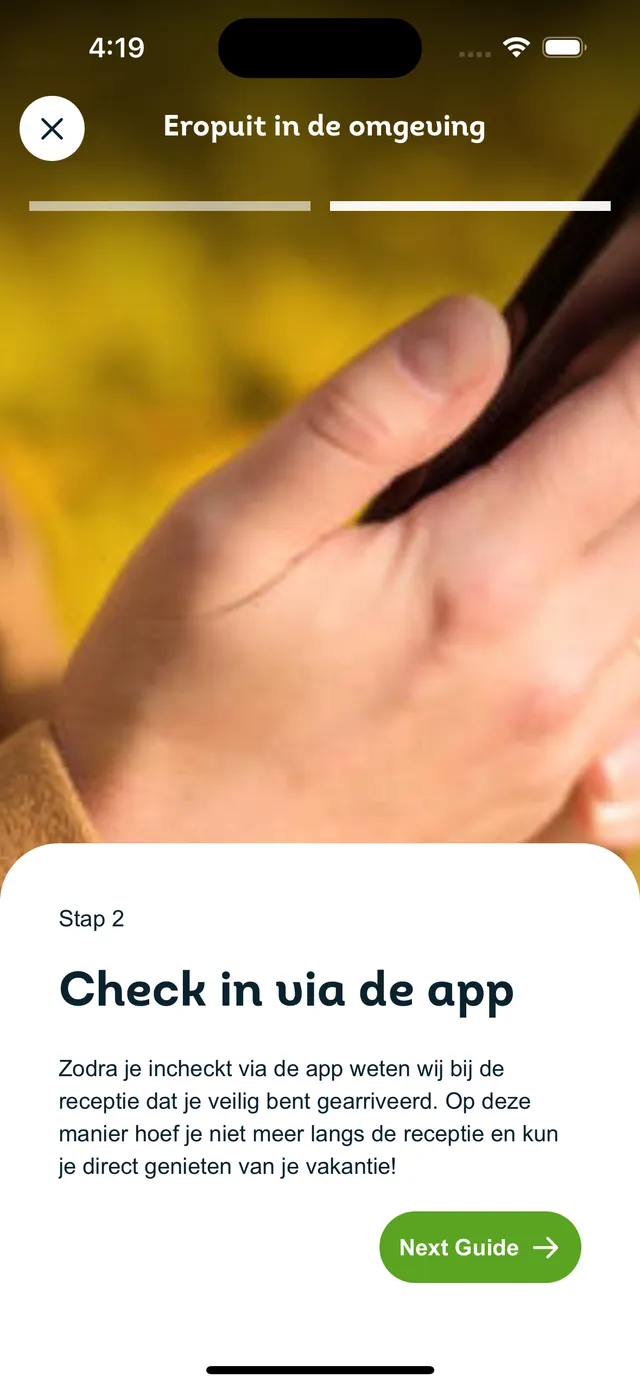 4:19
Eropuit in de omgeving
Stap 2
Check in via de app
Zodra je incheckt via de app weten wij bij de
receptie dat je veilig bent gearriveerd. Op deze
manier hoef je niet meer langs de receptie en kun
je direct genieten van je vakantie!
Next Guide